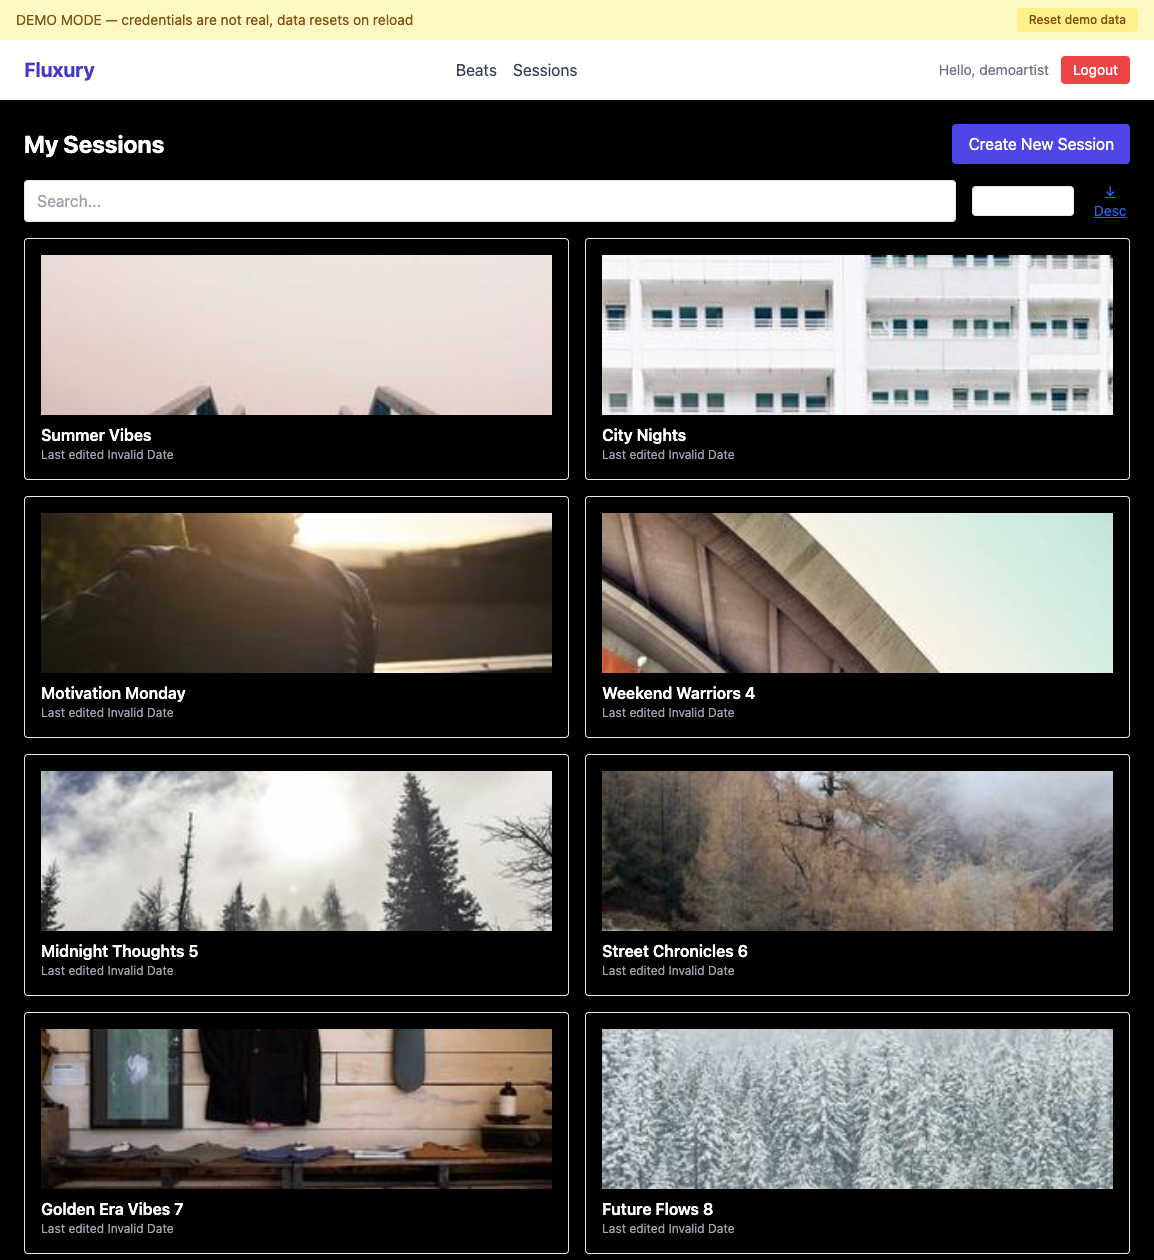 DEMO MODE — credentials are not real, data resets on reload
Reset demo data
Fluxury
Beats
Sessions
Hello, demoartist
Logout
My Sessions
Create New Session
Search...
Desc
Summer Vibes
Last edited Invalid Date
City Nights
Last edited Invalid Date
Motivation Monday
Last edited Invalid Date
Weekend Warriors 4
Last edited Invalid Date
Midnight Thoughts 5
Last edited Invalid Date
Street Chronicles 6
Last edited Invalid Date
Golden Era Vibes 7
Last edited Invalid Date
Future Flows 8
Last edited Invalid Date